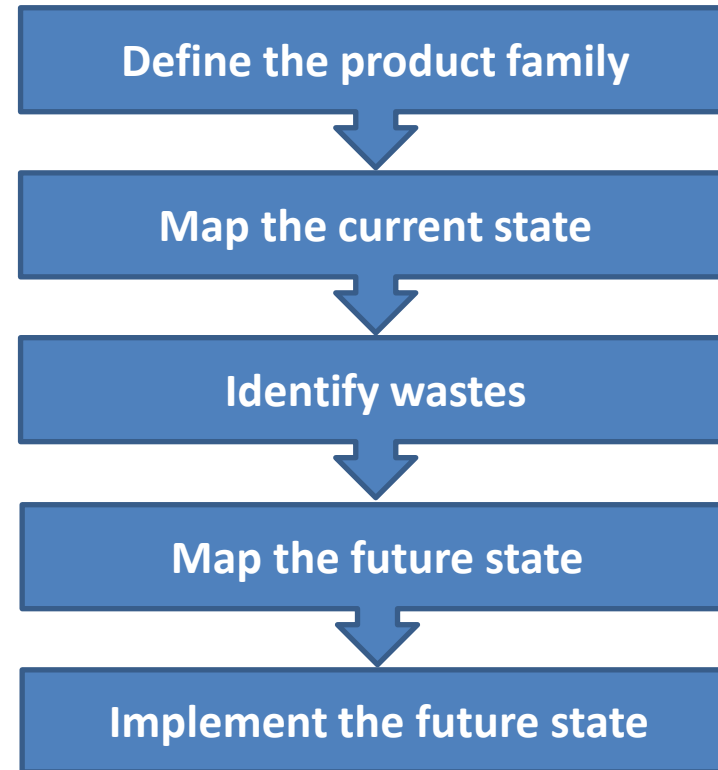 Define the product family
Map the current state
Identify wastes
Map the future state
Implement the future state